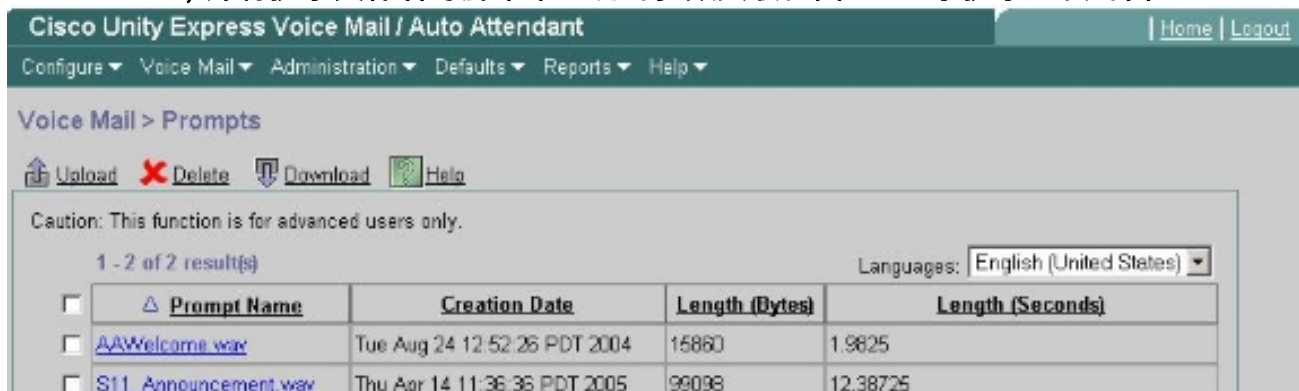 Cisco Unity Express Voice Mail / Auto Attendant
Home | Logout
Configure Voice Mail Administration Defaults Reports Help
Voice Mail > Prompts
Upload Delete Download Help
Caution: This function is for advanced users only.
1 - 2 of 2 result(s) Languages: English (United States)
Prompt Name Creation Date Length (Bytes) Length (Seconds)
AAWelcome.wav Tue Aug 24 12:52:26 PDT 2004 15860 1.9825
S11_Announcement.wav Thu Apr 14 11:36:36 PDT 2005 99098 12.38725